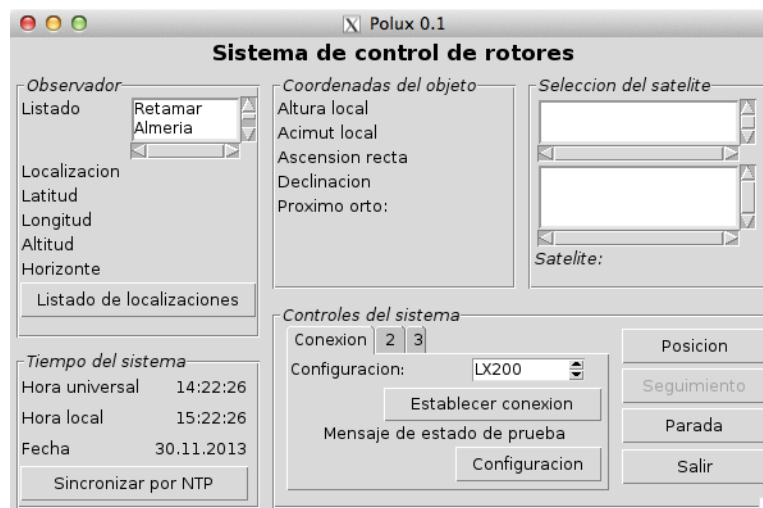 Polux 0.1
Sistema de control de rotores
Observador
Listado
Retamar
Almeria
Localizacion
Latitud
Longitud
Altitud
Horizonte
Listado de localizaciones
Coordenadas del objeto
Altura local
Acimut local
Ascension recta
Declinacion
Proximo orto:
Seleccion del satelite
Satelite:
Tiempo del sistema
Hora universal 14:22:26
Hora local 15:22:26
Fecha 30.11.2013
Sincronizar por NTP
Controles del sistema
Conexion 2 3
Configuracion: LX200
Establecer conexion
Mensaje de estado de prueba
Configuracion
Posicion
Seguimiento
Parada
Salir